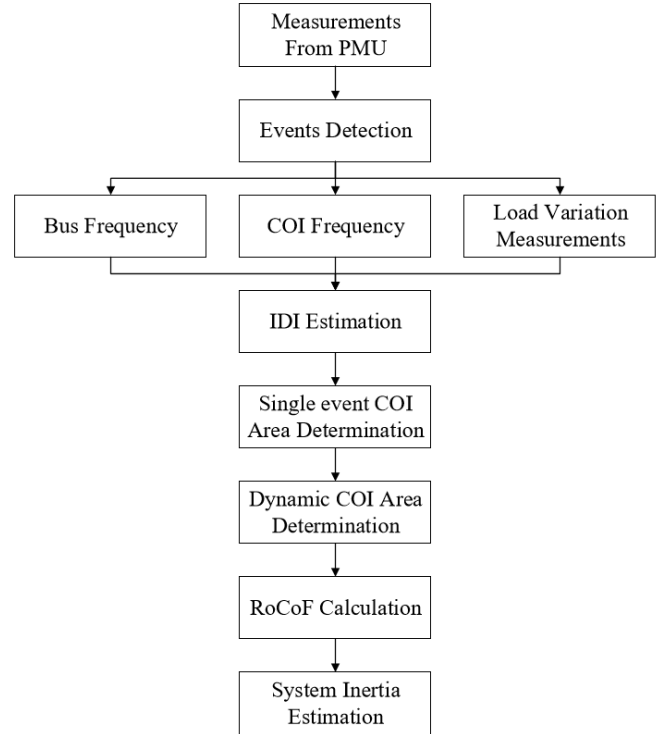 Measurements
From PMU
Events Detection
Bus Frequency
COI Frequency
Load Variation
Measurements
IDI Estimation
Single event COI
Area Determination
Dynamic COI Area
Determination
RoCoF Calculation
System Inertia
Estimation